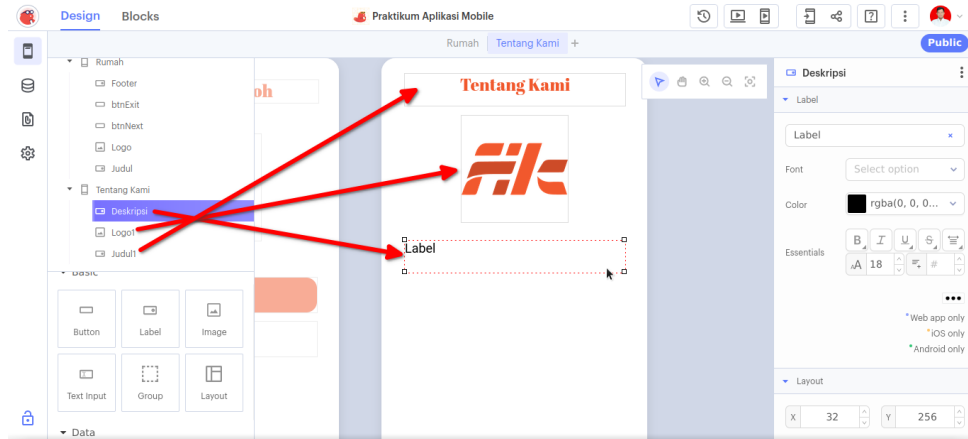 Design Blocks Praktikum Aplikasi Mobile
Rumah Tentang Kami + Public
Rumah
Footer
btnExit
btnNext
Logo
Judul
Tentang Kami
Deskripsi
Logo1
Judul1
Basic
Button Label Image
Text Input Group Layout
Data
oh
Tentang Kami
Label
Deskripsi
Label
Label ×
Font Select option
Color rgba(0, 0, 0...
Essentials B I U S
AA 18 #
•••
*Web app only
*iOS only
*Android only
Layout
X 32 Y 256